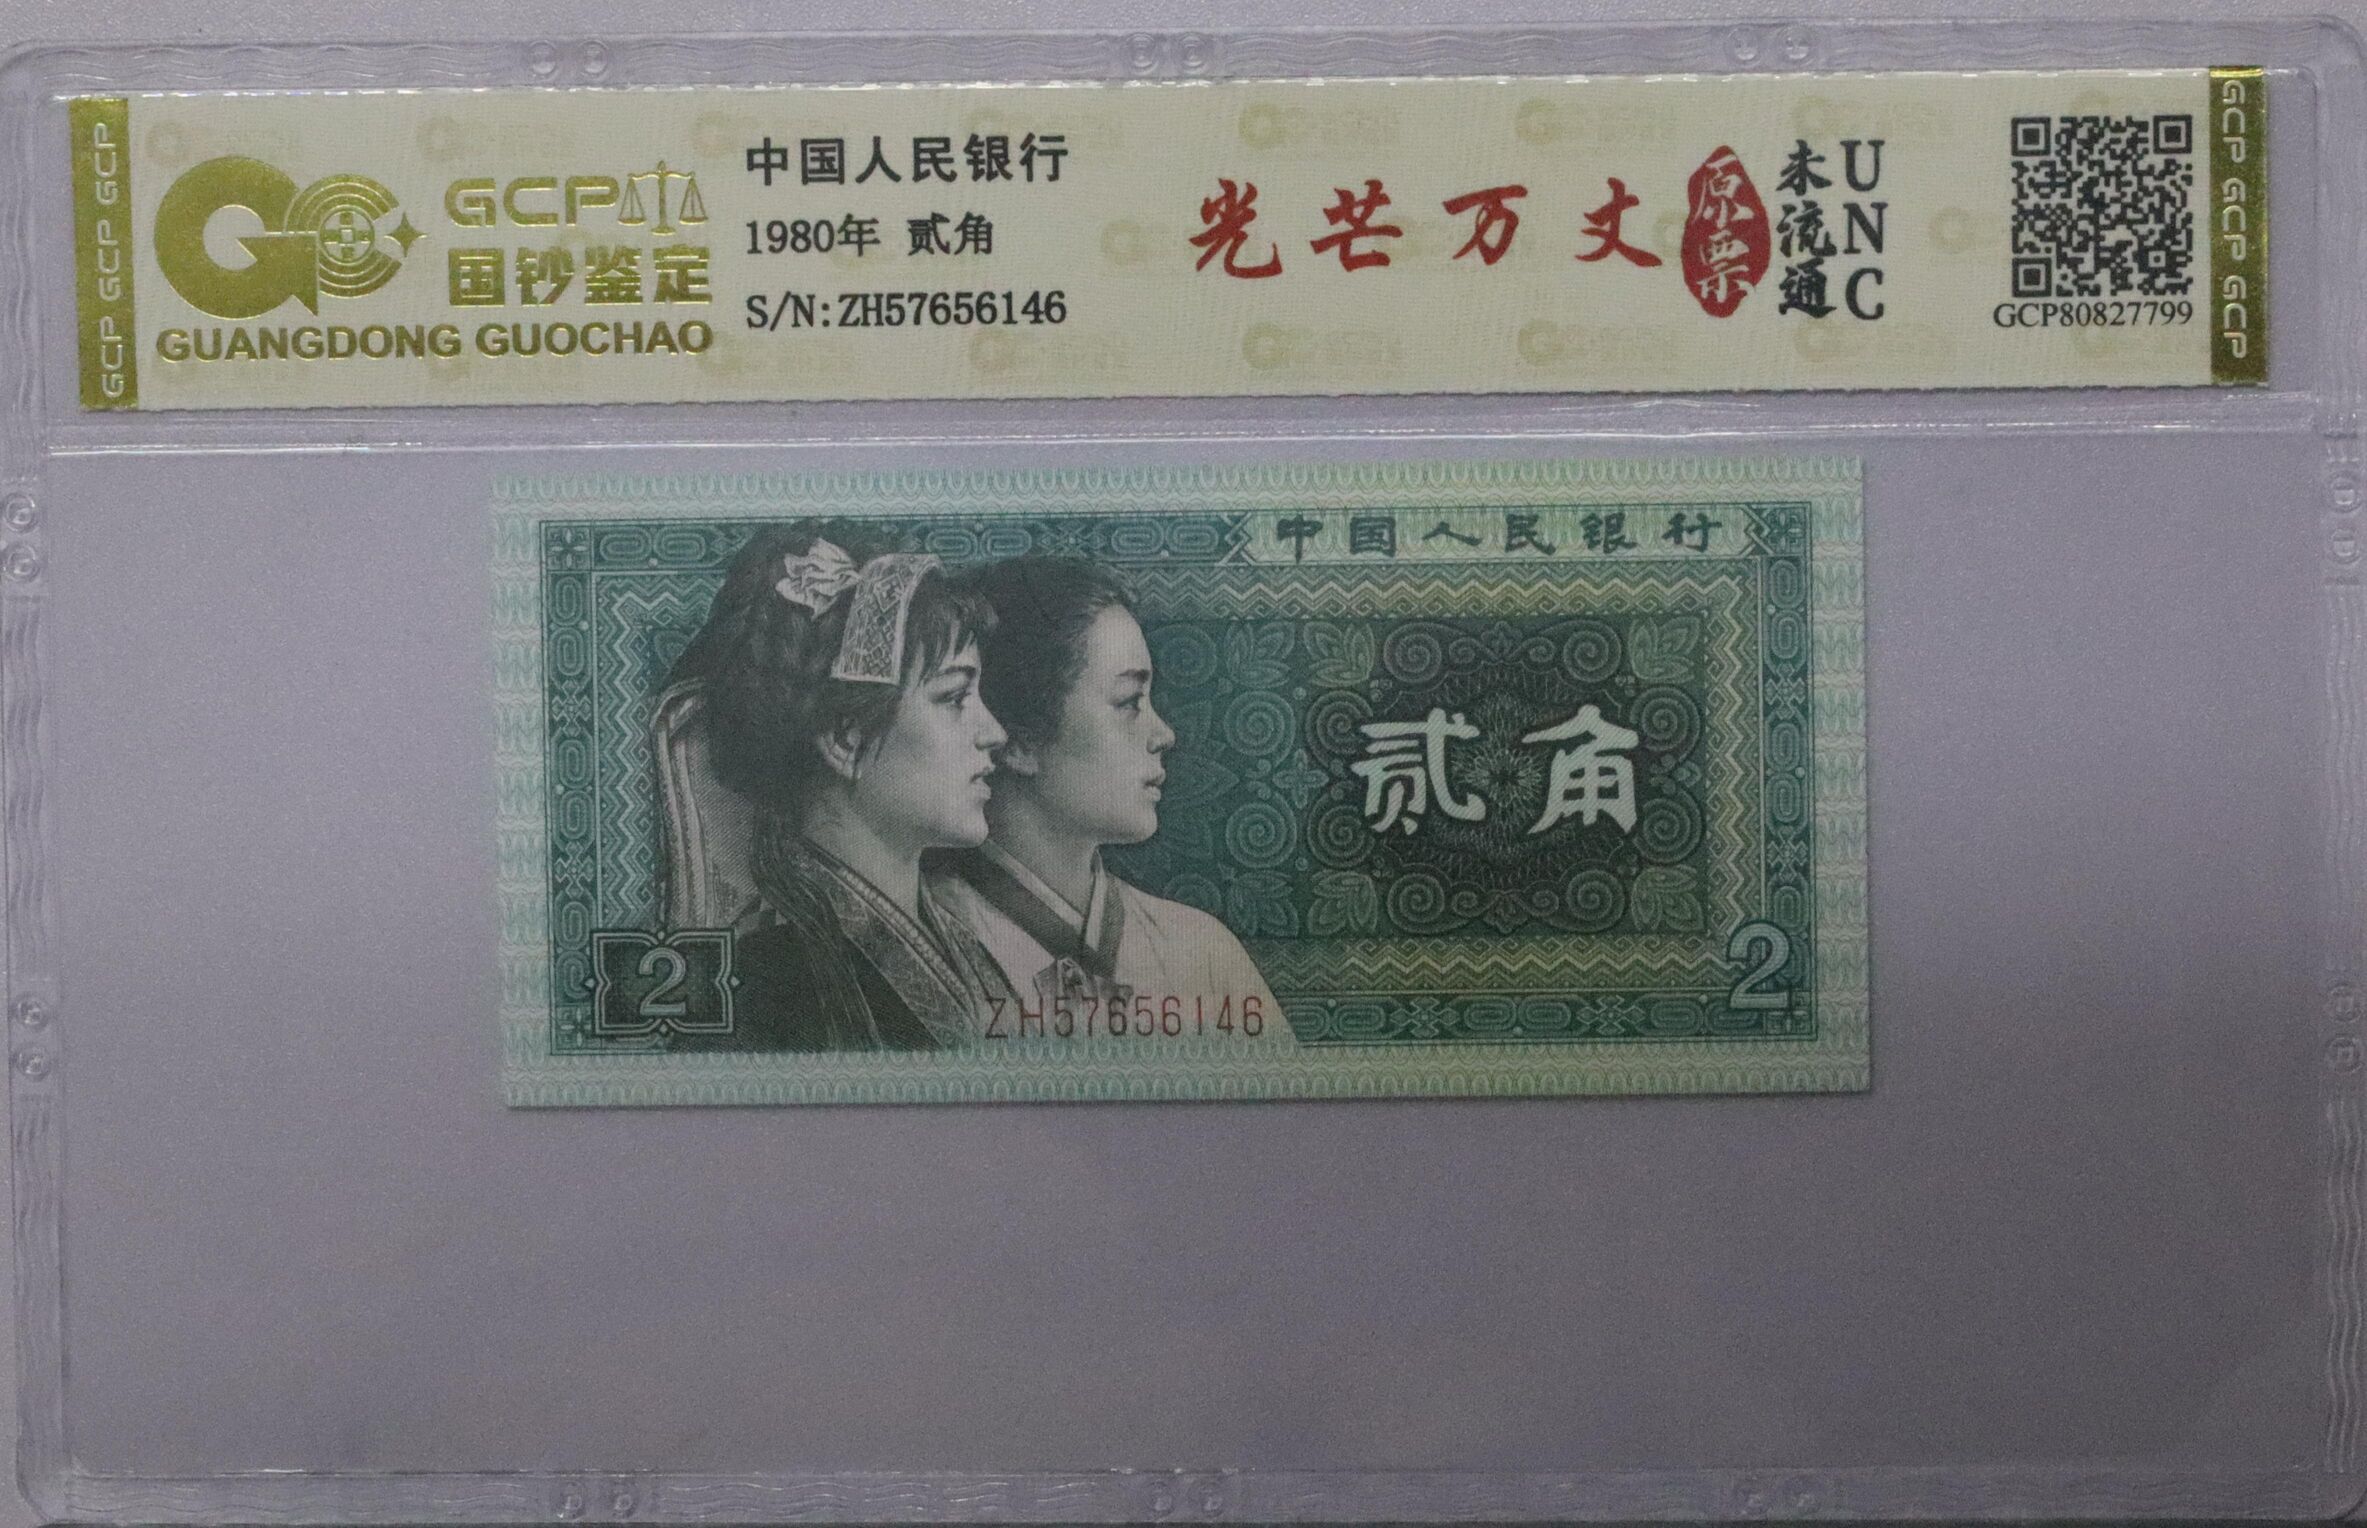 GCP GCP GCP
GCP
国钞鉴定
GUANGDONG GUOCHAO
中国人民银行
1980年 贰角
S/N:ZH57656146
光芒万丈
原票
未流通
UNC
GCP80827799
GCP GCP GCP
中国人民银行
贰角
2
2
ZH57656146